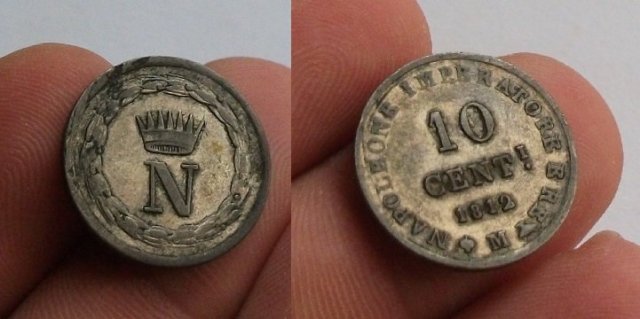 N
NAPOLEONE IMPERATORE E RE
10
CENT!
1812
M